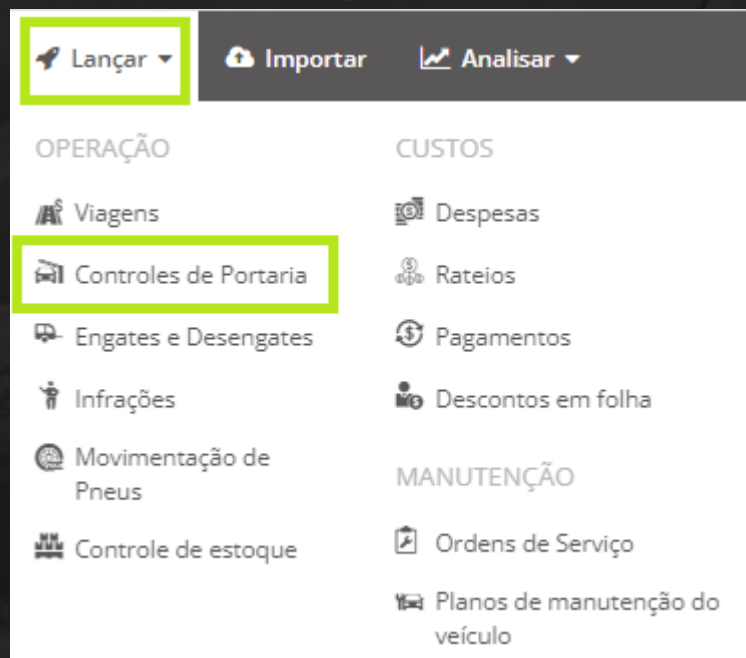 Lançar
Importar
Analisar
OPERAÇÃO
Viagens
Controles de Portaria
Engates e Desengates
Infrações
Movimentação de
Pneus
Controle de estoque
CUSTOS
Despesas
Rateios
Pagamentos
Descontos em folha
MANUTENÇÃO
Ordens de Serviço
Planos de manutenção do
veículo